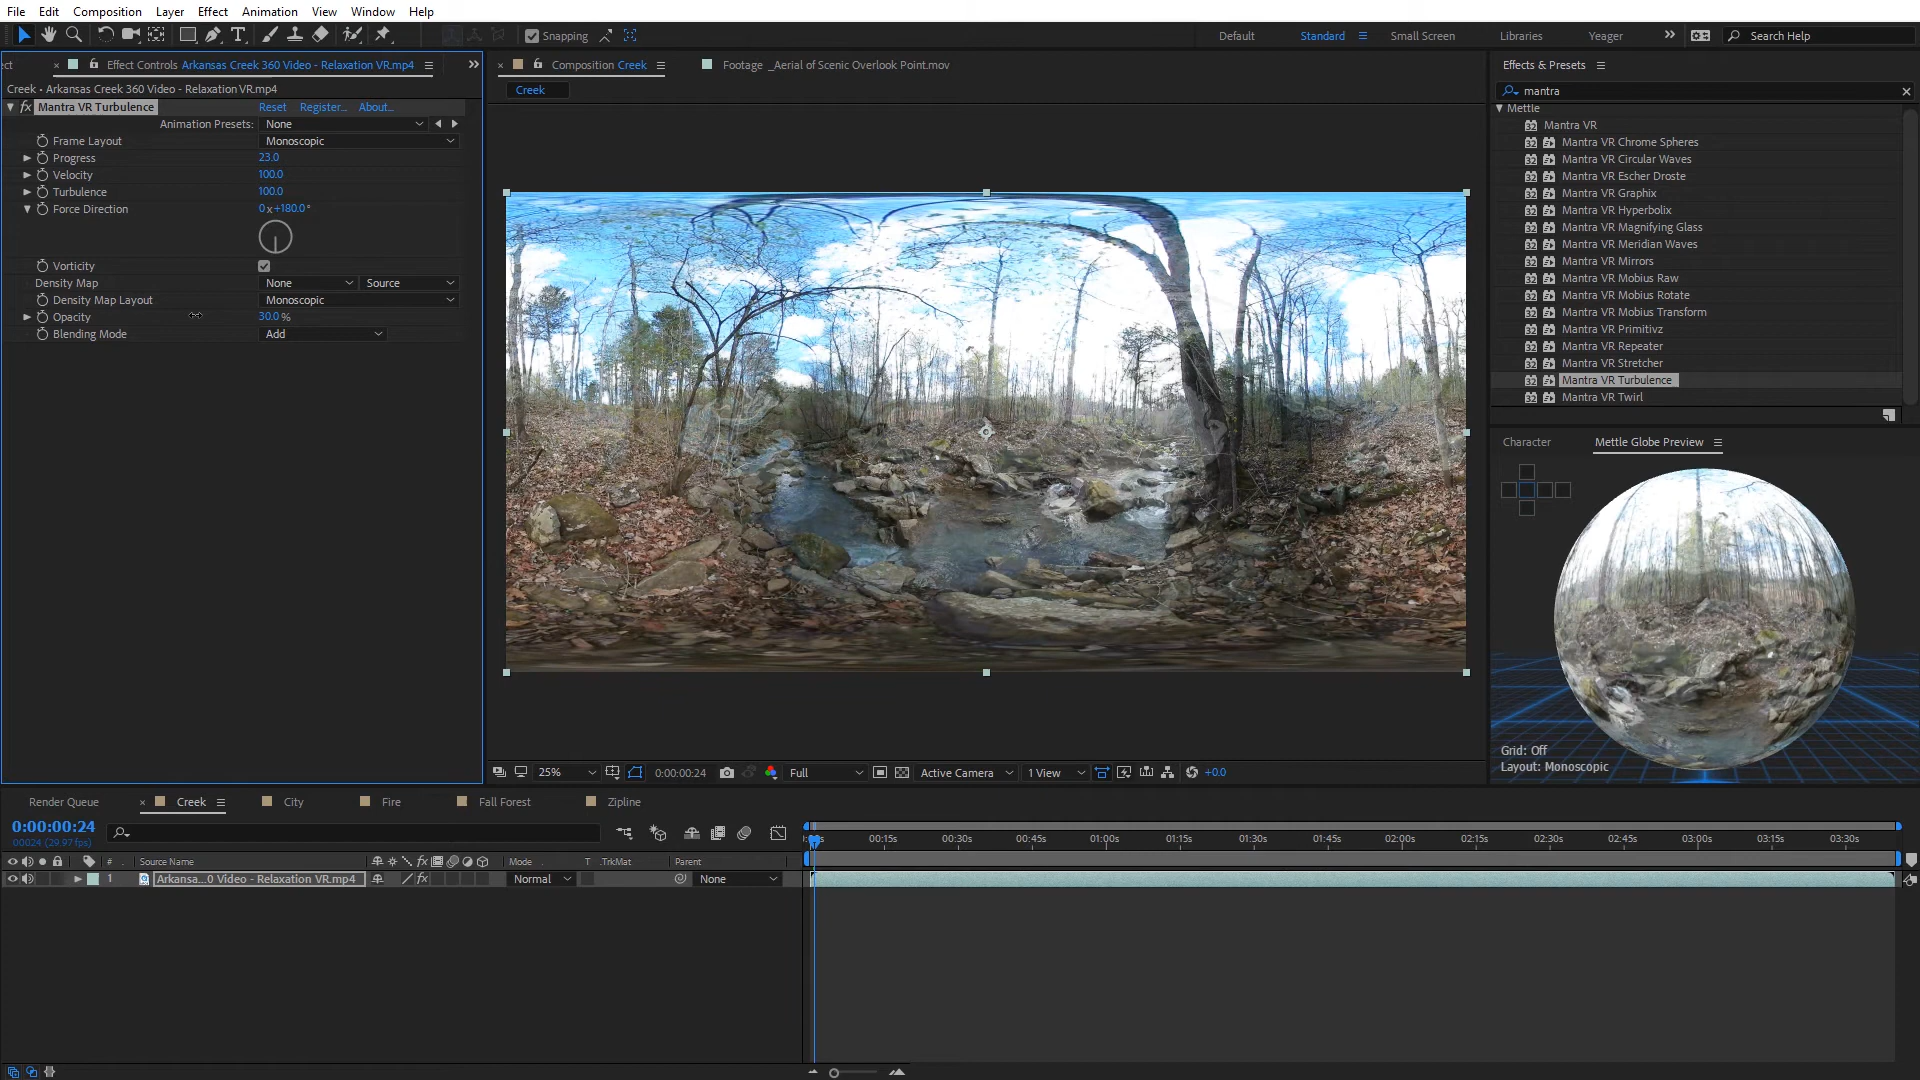 File Edit Composition Layer Effect Animation View Window Help
Snapping
Default Standard Small Screen Libraries Yeager Search Help
Effect Controls Arkansas Creek 360 Video - Relaxation VR.mp4
Creek • Arkansas Creek 360 Video - Relaxation VR.mp4
fx Mantra VR Turbulence Reset Register... About...
Animation Presets: None
Frame Layout Monoscopic
Progress 23.0
Velocity 100.0
Turbulence 100.0
Force Direction 0x+180.0°
Vorticity
Density Map None Source
Density Map Layout Monoscopic
Opacity 30.0 %
Blending Mode Add
Composition Creek
Footage _Aerial of Scenic Overlook Point.mov
Creek
25% 0:00:00:24 Full Active Camera 1 View +0.0
Effects & Presets
mantra
Mettle
Mantra VR
Mantra VR Chrome Spheres
Mantra VR Circular Waves
Mantra VR Escher Droste
Mantra VR Graphix
Mantra VR Hyperbolix
Mantra VR Magnifying Glass
Mantra VR Meridian Waves
Mantra VR Mirrors
Mantra VR Mobius Raw
Mantra VR Mobius Rotate
Mantra VR Mobius Transform
Mantra VR Primitivz
Mantra VR Repeater
Mantra VR Stretcher
Mantra VR Turbulence
Mantra VR Twirl
Character Mettle Globe Preview
Grid: Off
Layout: Monoscopic
Render Queue Creek City Fire Fall Forest Zipline
0:00:00:24
00024 (29.97 fps)
# Source Name fx Mode T .TrkMat Parent
1 Arkansa...0 Video - Relaxation VR.mp4 fx Normal None
00:15s 00:30s 00:45s 01:00s 01:15s 01:30s 01:45s 02:00s 02:15s 02:30s 02:45s 03:00s 03:15s 03:30s